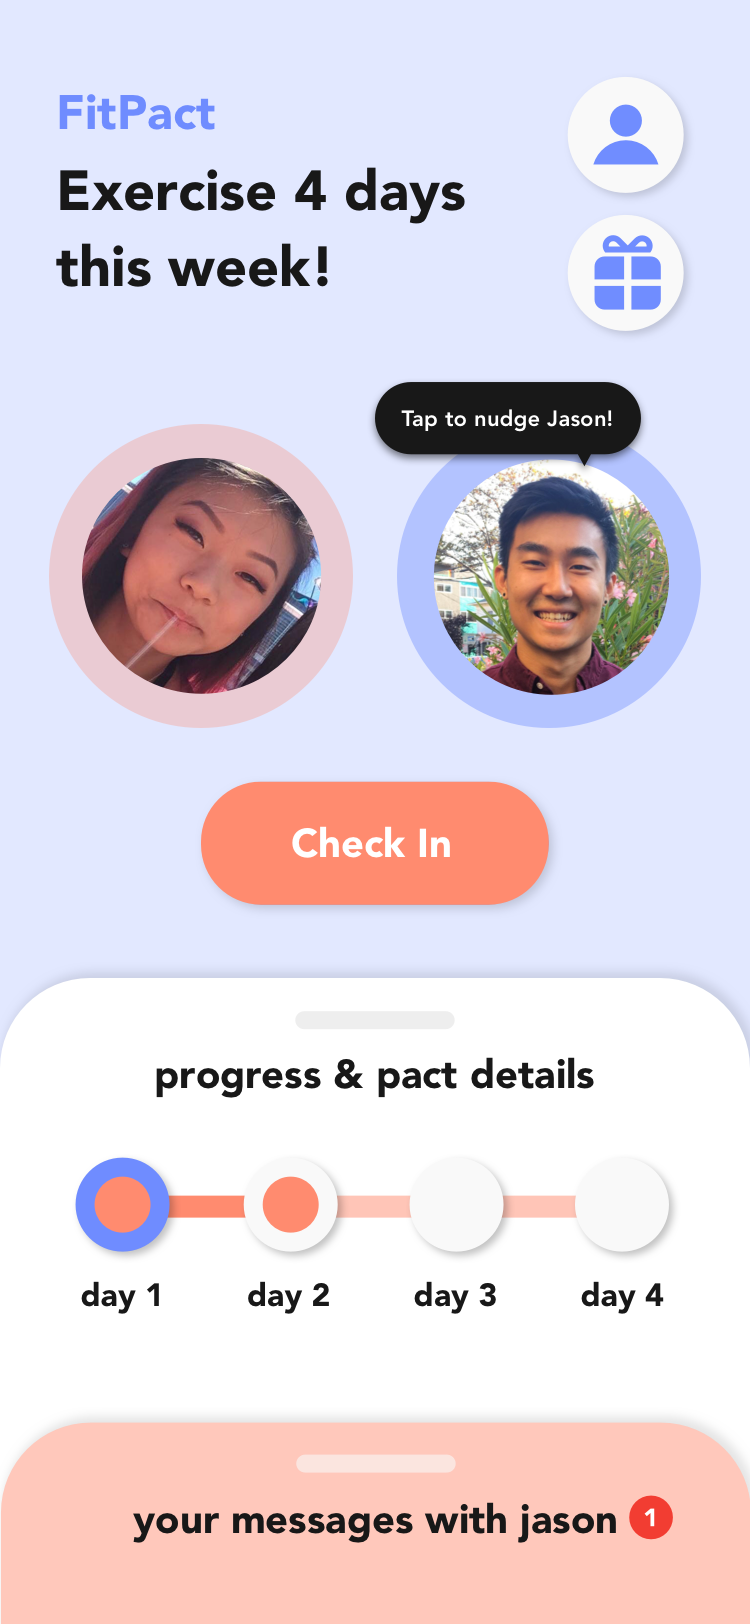 FitPact
Exercise 4 days
this week!
Tap to nudge Jason!
Check In
progress & pact details
day 1
day 2
day 3
day 4
your messages with jason 1